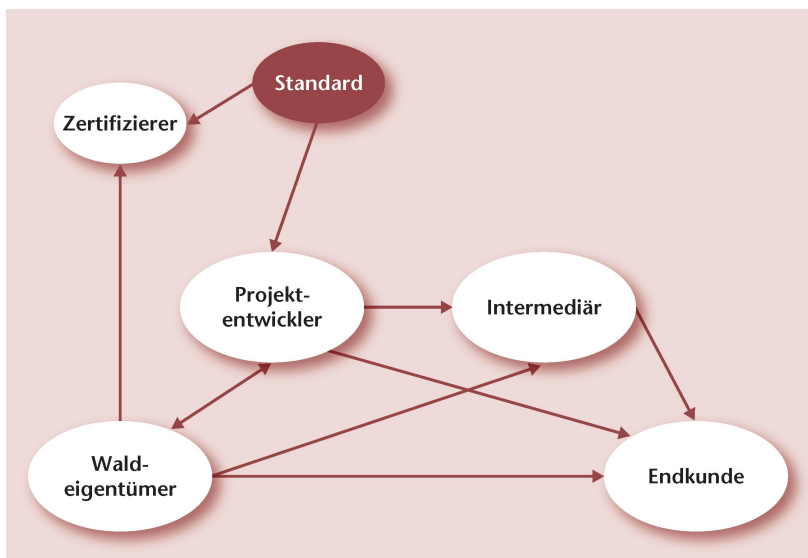 Standard
Zertifizierer
Projekt-
entwickler
Intermediär
Wald-
eigentümer
Endkunde